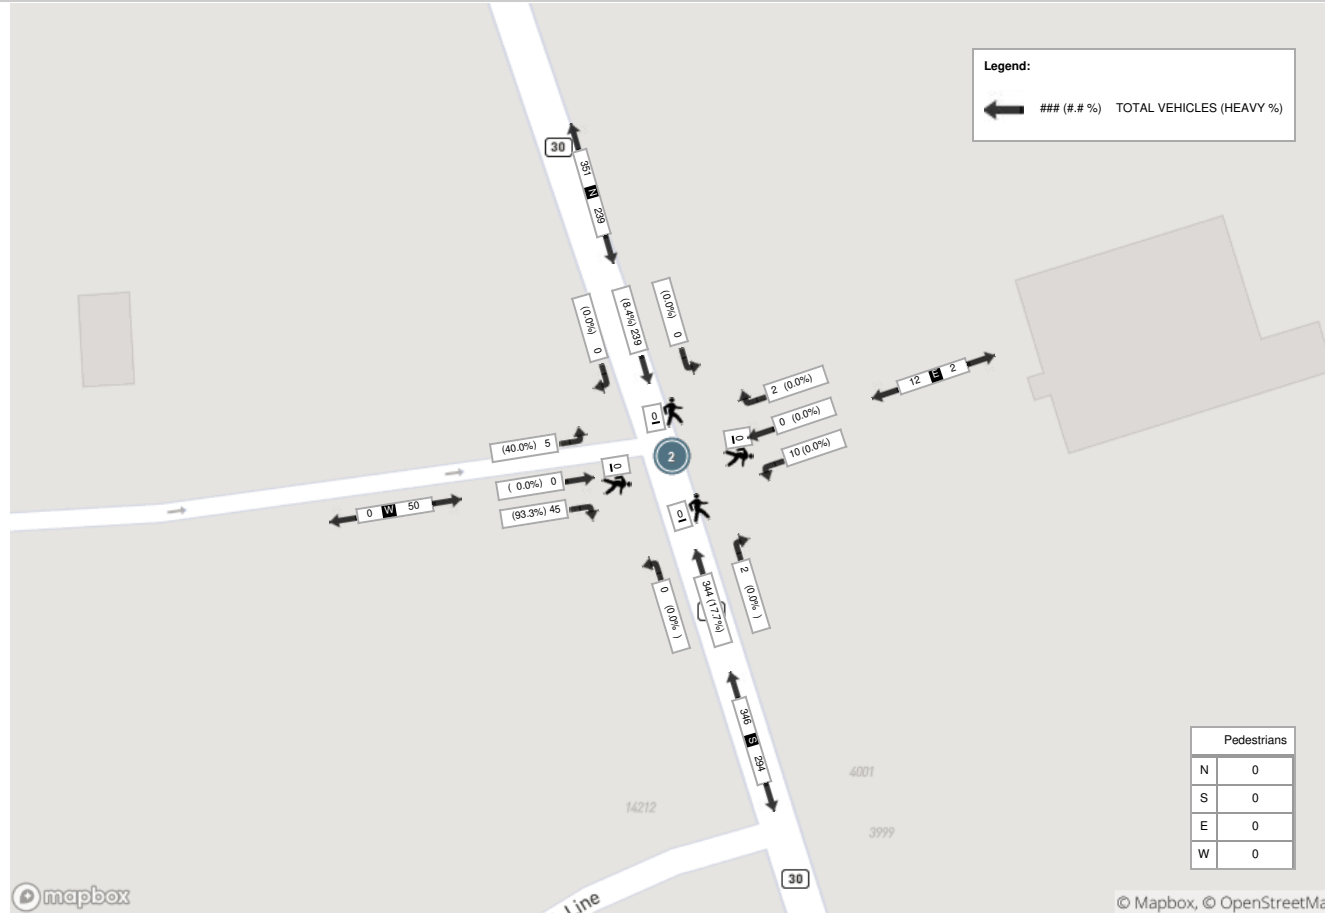 Legend:
### (#.# %) TOTAL VEHICLES (HEAVY %)
30
351 N 239
(0.0%) 0
(8.4%) 239
(0.0%) 0
2 (0.0%)
0 (0.0%)
10 (0.0%)
12 E 2
0
0
2
(40.0%) 5
0
( 0.0%) 0
(93.3%) 45
0 W 50
0
0 (0.0% )
344 (17.7%)
2 (0.0% )
346 S 294
4001
14212
3999
30
Line
Pedestrians
N 0
S 0
E 0
W 0
mapbox
© Mapbox, © OpenStreetMa